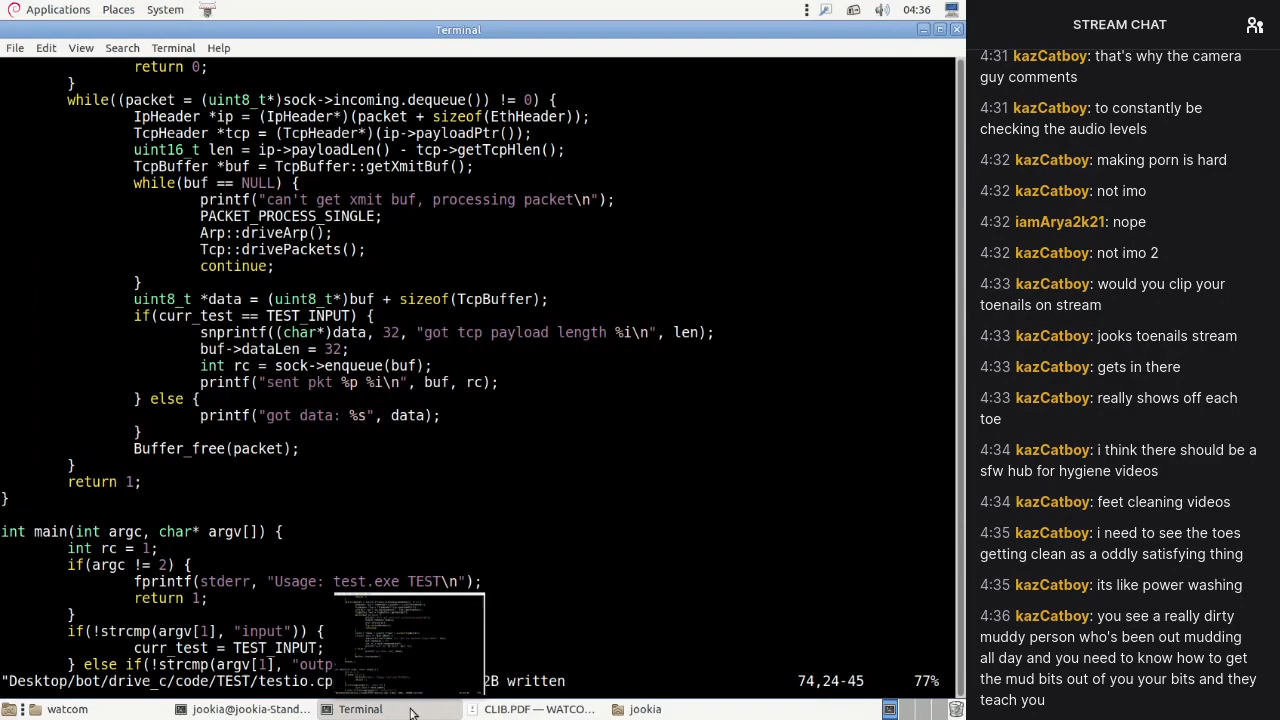 Applications Places System 04:36
Terminal
File Edit View Search Terminal Help
return 0;
}
while((packet = (uint8_t*)sock->incoming.dequeue()) != 0) {
IpHeader *ip = (IpHeader*)(packet + sizeof(EthHeader));
TcpHeader *tcp = (TcpHeader*)(ip->payloadPtr());
uint16_t len = ip->payloadLen() - tcp->getTcpHlen();
TcpBuffer *buf = TcpBuffer::getXmitBuf();
while(buf == NULL) {
printf("can't get xmit buf, processing packet\n");
PACKET_PROCESS_SINGLE;
Arp::driveArp();
Tcp::drivePackets();
continue;
}
uint8_t *data = (uint8_t*)buf + sizeof(TcpBuffer);
if(curr_test == TEST_INPUT) {
snprintf((char*)data, 32, "got tcp payload length %i\n", len);
buf->dataLen = 32;
int rc = sock->enqueue(buf);
printf("sent pkt %p %i\n", buf, rc);
} else {
printf("got data: %s", data);
}
Buffer_free(packet);
}
return 1;
}
int main(int argc, char* argv[]) {
int rc = 1;
if(argc != 2) {
fprintf(stderr, "Usage: test.exe TEST\n");
return 1;
}
if(!strcmp(argv[1], "input")) {
curr_test = TEST_INPUT;
} else if(!strcmp(argv[1], "outp
"Desktop/bot/drive_c/code/TEST/testio.cp 2B written 74,24-45 77%
watcom jookia@jookia-Stand... Terminal CLIB.PDF — WATCO... jookia
STREAM CHAT
4:31 kazCatboy: that's why the camera
guy comments
4:31 kazCatboy: to constantly be
checking the audio levels
4:32 kazCatboy: making porn is hard
4:32 kazCatboy: not imo
4:32 iamArya2k21: nope
4:32 kazCatboy: not imo 2
4:33 kazCatboy: would you clip your
toenails on stream
4:33 kazCatboy: jooks toenails stream
4:33 kazCatboy: gets in there
4:33 kazCatboy: really shows off each
toe
4:34 kazCatboy: i think there should be a
sfw hub for hygiene videos
4:34 kazCatboy: feet cleaning videos
4:35 kazCatboy: i need to see the toes
getting clean as a oddly satisfying thing
4:35 kazCatboy: its like power washing
4:36 kazCatboy: you see a really dirty
muddy person thats been out mudding
all day and you need to know how to get
the mud bits out you your bits and they
teach you